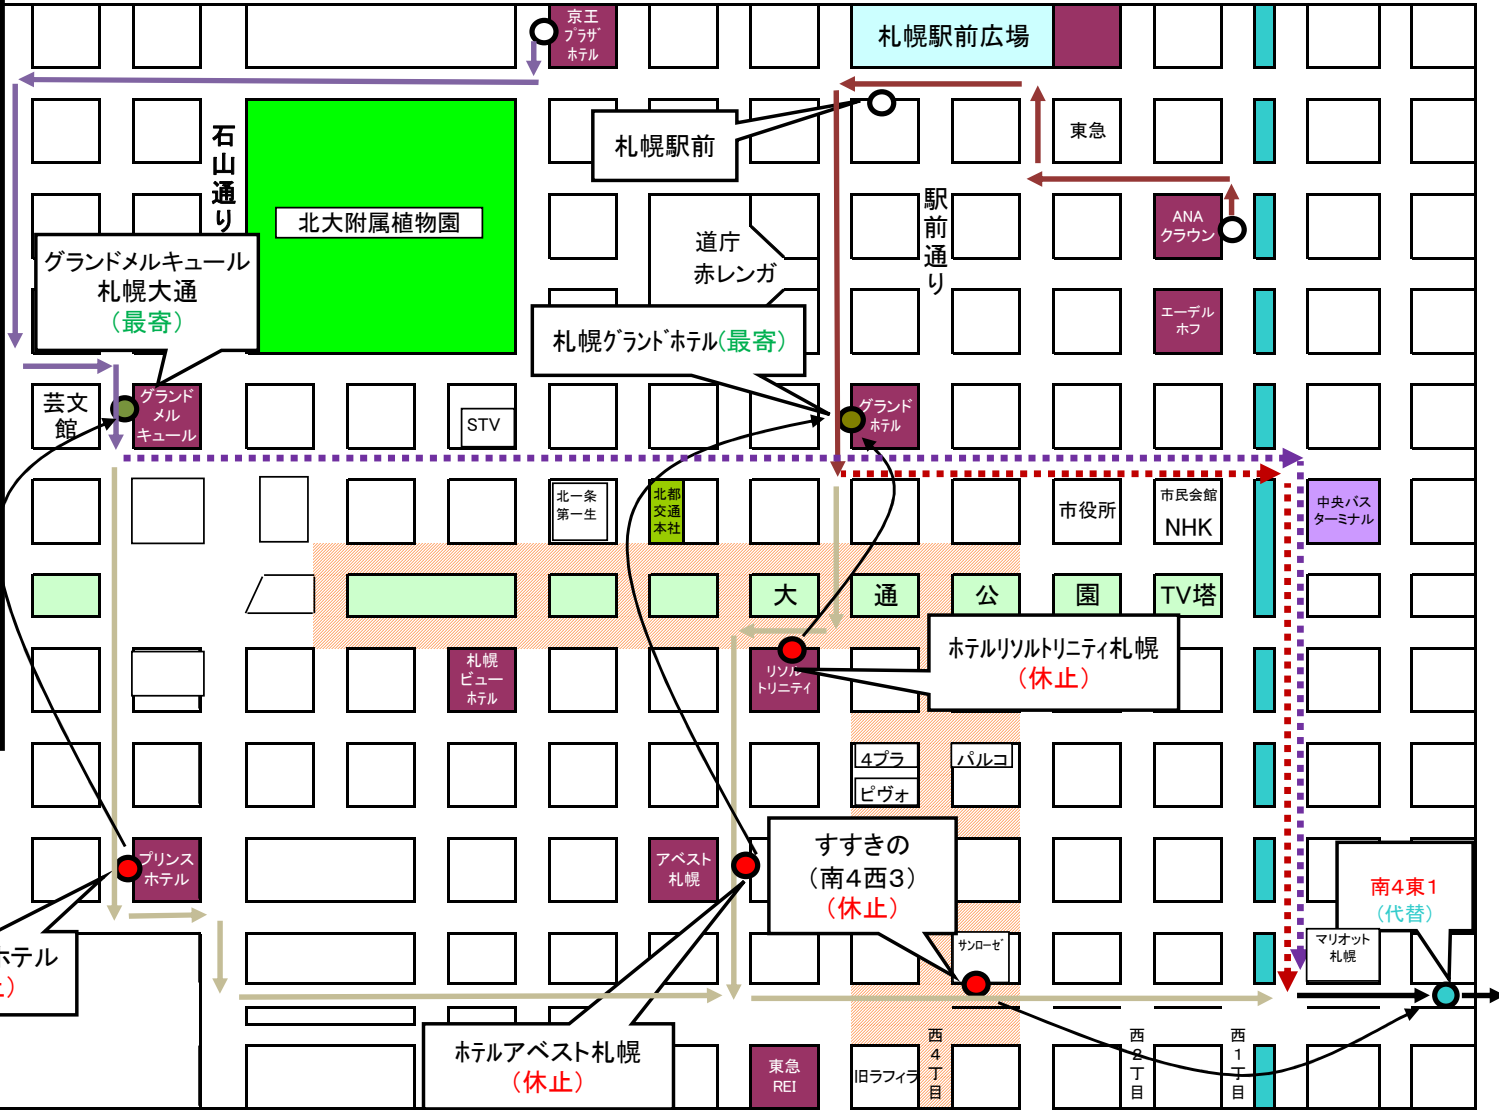 京王
プラザ
ホテル
札幌駅前広場
石
山
通
り
札幌駅前
東急
北大附属植物園
道庁
赤レンガ
駅
前
通
り
ANA
クラウン
グランドメルキュール
札幌大通
(最寄)
エーデル
ホフ
札幌グランドホテル(最寄)
芸文
館
グランド
メル
キュール
STV
グランド
ホテル
北一条
第一生
北都
交通
本社
市役所
市民会館
NHK
中央バス
ターミナル
大
通
公
園
TV塔
札幌
ビュー
ホテル
リソル
トリニティ
ホテルリソルトリニティ札幌
(休止)
4プラ
ピヴォ
パルコ
プリンス
ホテル
アベスト
札幌
すすきの
(南4西3)
(休止)
南4東1
(代替)
ホテル
サンローゼ
マリオット
札幌
ホテルアベスト札幌
(休止)
東急
REI
旧ラフィラ
西
4
丁
目
西
2
丁
目
西
1
丁
目